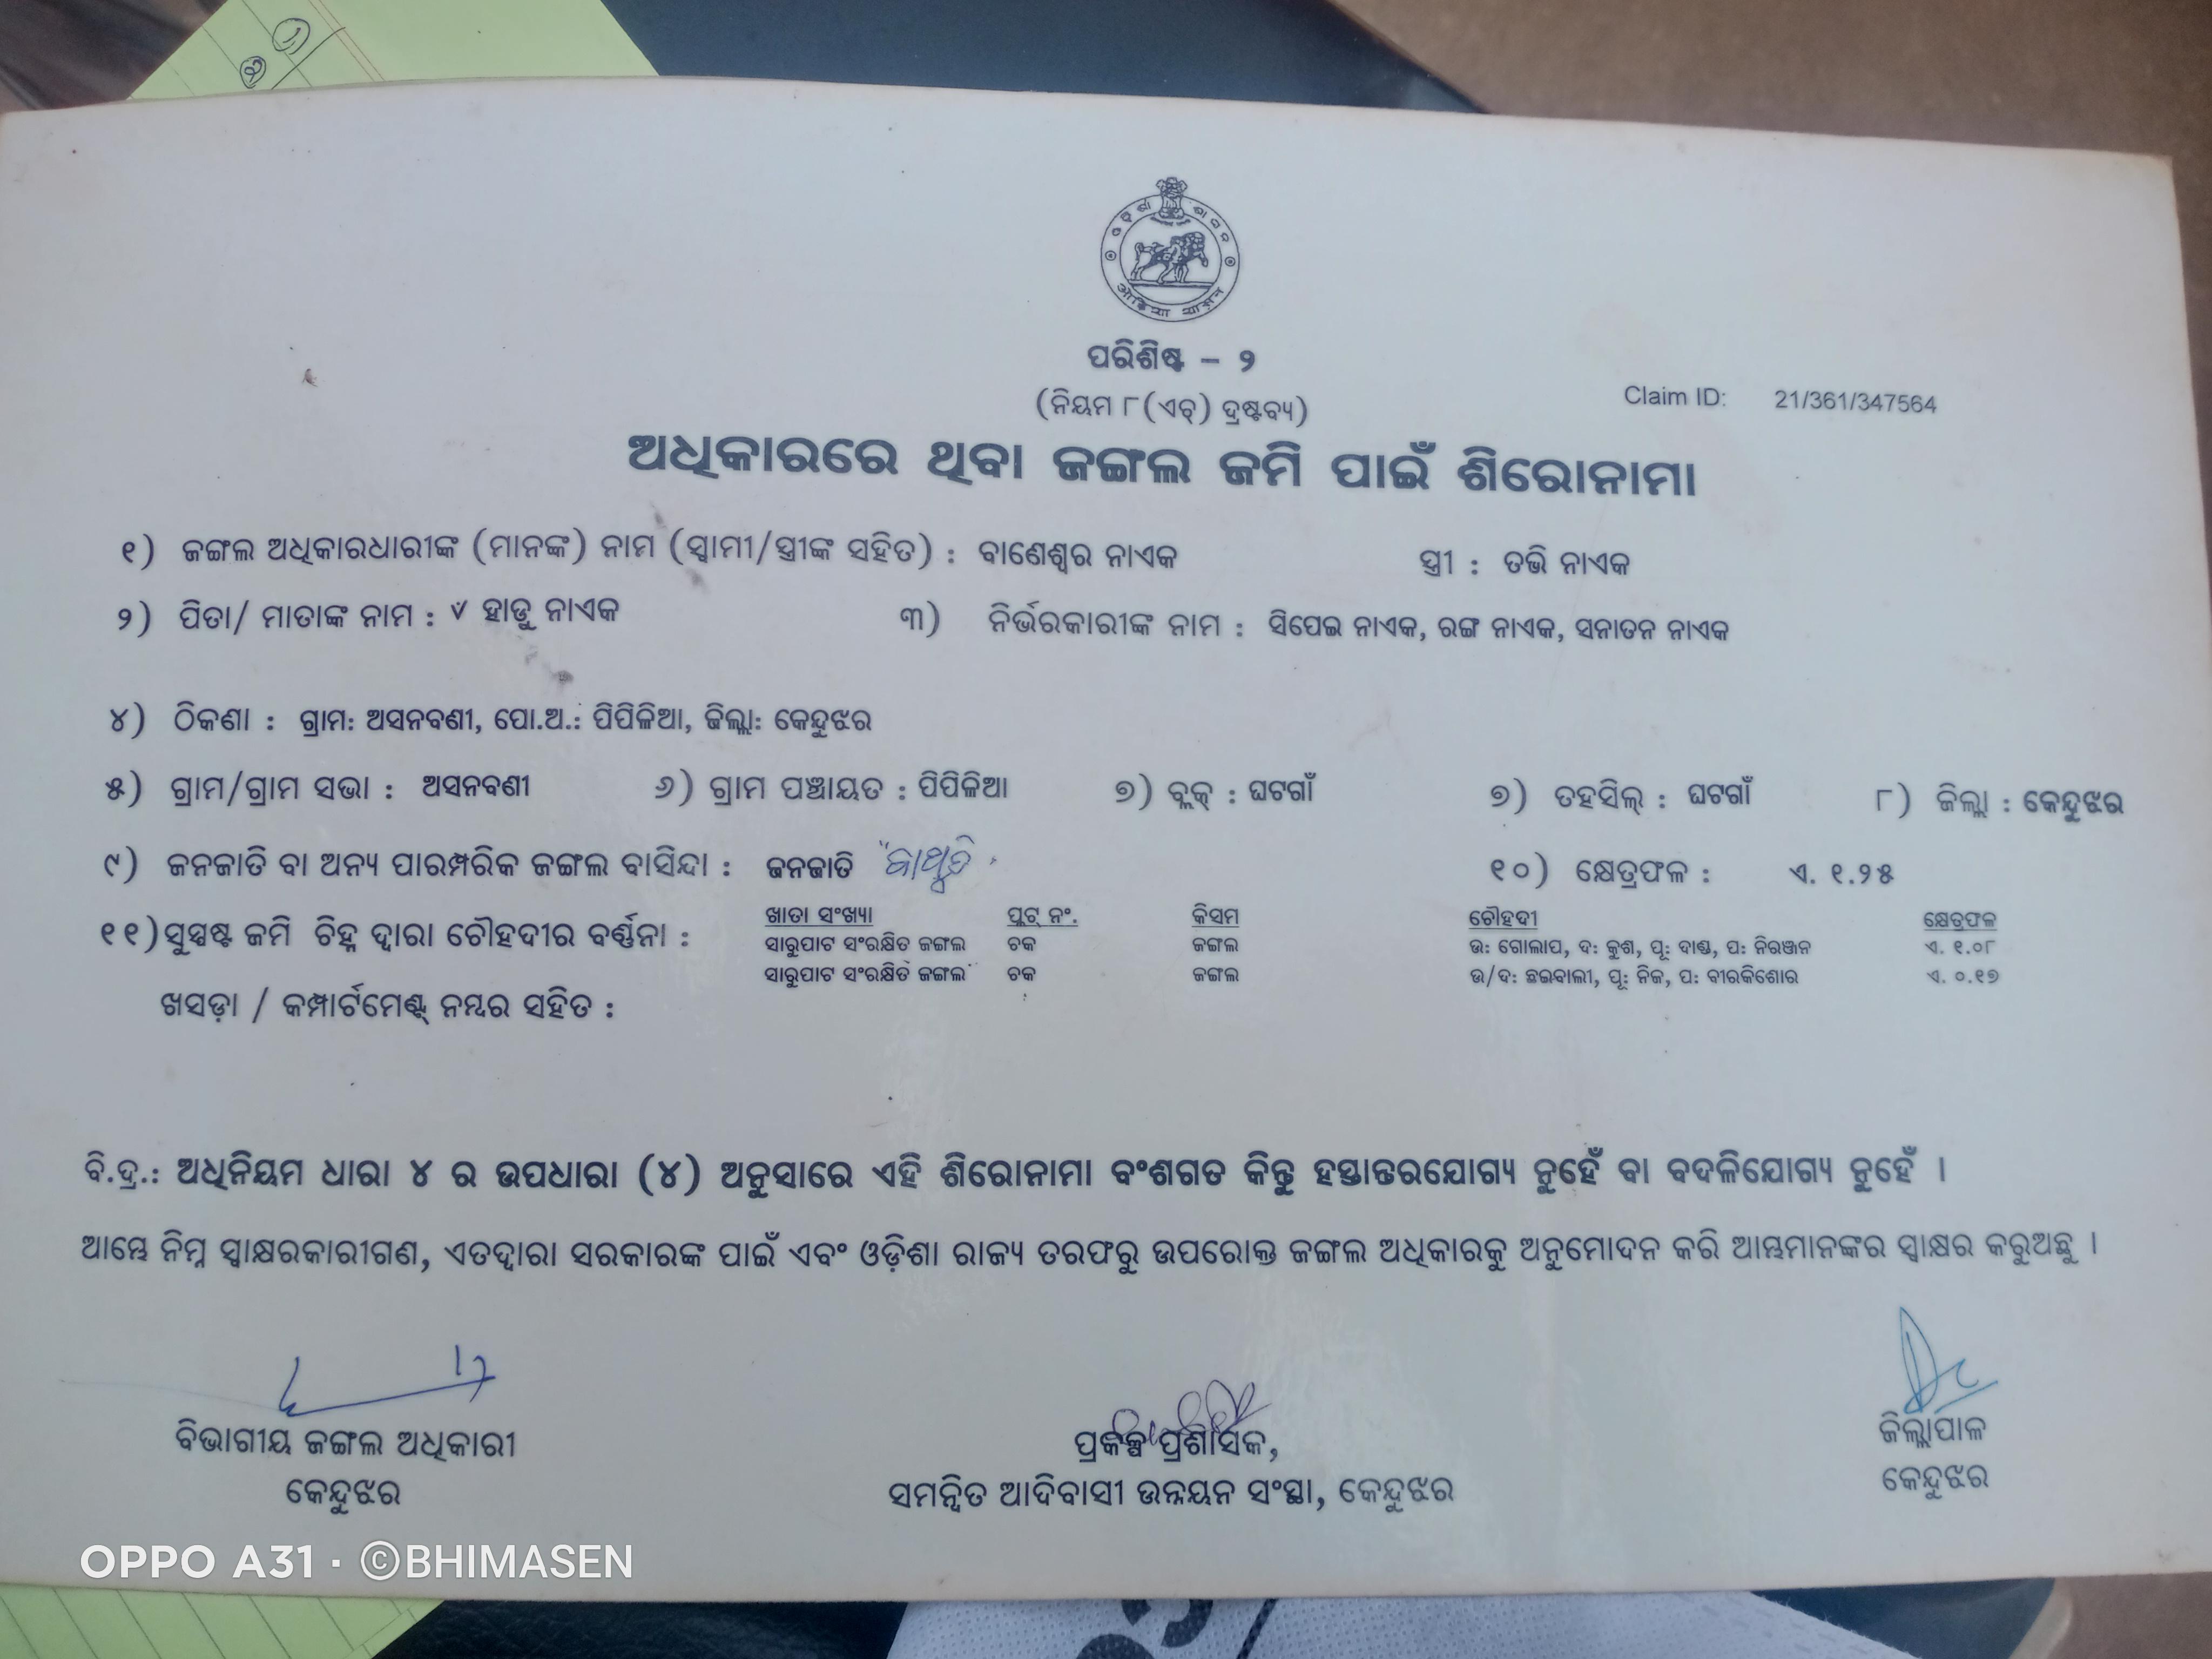 ଓଡ଼ିଶା ଶାସନ
ओड़िशा शासन
ପରିଶିଷ୍ଟ – ୨
(ନିୟମ ୮(ଏଚ୍) ଦ୍ରଷ୍ଟବ୍ୟ)
Claim ID: 21/361/347564
ଅଧିକାରରେ ଥିବା ଜଙ୍ଗଲ ଜମି ପାଇଁ ଶିରୋନାମା
୧) ଜଙ୍ଗଲ ଅଧିକାରଧାରୀଙ୍କ (ମାନଙ୍କ) ନାମ (ସ୍ୱାମୀ/ସ୍ତ୍ରୀଙ୍କ ସହିତ) : ବାଣେଶ୍ୱର ନାଏକ ସ୍ତ୍ରୀ : ତଭି ନାଏକ
୨) ପିତା/ ମାତାଙ୍କ ନାମ : ହାଡୁ ନାଏକ ୩) ନିର୍ଭରକାରୀଙ୍କ ନାମ : ସିପେଇ ନାଏକ, ରଙ୍ଗ ନାଏକ, ସନାତନ ନାଏକ
୪) ଠିକଣା : ଗ୍ରାମ: ଅସନବଣୀ, ପୋ.ଅ.: ପିପିଳିଆ, ଜିଲ୍ଲା: କେନ୍ଦୁଝର
୫) ଗ୍ରାମ/ଗ୍ରାମ ସଭା : ଅସନବଣୀ ୬) ଗ୍ରାମ ପଞ୍ଚାୟତ : ପିପିଳିଆ ୭) ବ୍ଲକ୍ : ଘଟଗାଁ ୭) ତହସିଲ୍ : ଘଟଗାଁ ୮) ଜିଲ୍ଲା : କେନ୍ଦୁଝର
୯) ଜନଜାତି ବା ଅନ୍ୟ ପାରମ୍ପରିକ ଜଙ୍ଗଲ ବାସିନ୍ଦା : ଜନଜାତି "ବାଥୁଡ଼ି ୧୦) କ୍ଷେତ୍ରଫଳ : ଏ. ୧.୨୫
୧୧)ସୁସ୍ପଷ୍ଟ ଜମି ଚିହ୍ନ ଦ୍ୱାରା ଚୌହଦୀର ବର୍ଣ୍ଣନା :
ଖାତା ସଂଖ୍ୟା ପ୍ଲଟ୍ ନଂ. କିସମ ଚୌହଦୀ କ୍ଷେତ୍ରଫଳ
ସାରୁପାଟ ସଂରକ୍ଷିତ ଜଙ୍ଗଲ ଚକ ଜଙ୍ଗଲ ଉ: ଗୋଲାପ, ଦ: କୁଶ, ପୂ: ଦାଣ୍ଡ, ପ: ନିରଞ୍ଜନ ଏ. ୧.୦୮
ସାରୁପାଟ ସଂରକ୍ଷିତ ଜଙ୍ଗଲ ଚକ ଜଙ୍ଗଲ ଉ/ଦ: ଛଇବାଲୀ, ପୂ: ନିଜ, ପ: ବୀରକିଶୋର ଏ. ୦.୧୭
ଖସଡ଼ା / କମ୍ପାର୍ଟମେଣ୍ଟ୍ ନମ୍ବର ସହିତ :
ବି.ଦ୍ର.: ଅଧିନିୟମ ଧାରା ୪ ର ଉପଧାରା (୪) ଅନୁସାରେ ଏହି ଶିରୋନାମା ବଂଶଗତ କିନ୍ତୁ ହସ୍ତାନ୍ତରଯୋଗ୍ୟ ନୁହେଁ ବା ବଦଳିଯୋଗ୍ୟ ନୁହେଁ ।
ଆମ୍ଭେ ନିମ୍ନ ସ୍ୱାକ୍ଷରକାରୀଗଣ, ଏତଦ୍ୱାରା ସରକାରଙ୍କ ପାଇଁ ଏବଂ ଓଡ଼ିଶା ରାଜ୍ୟ ତରଫରୁ ଉପରୋକ୍ତ ଜଙ୍ଗଲ ଅଧିକାରକୁ ଅନୁମୋଦନ କରି ଆମ୍ଭମାନଙ୍କର ସ୍ୱାକ୍ଷର କରୁଅଛୁ ।
ବିଭାଗୀୟ ଜଙ୍ଗଲ ଅଧିକାରୀ
କେନ୍ଦୁଝର
ପ୍ରକଳ୍ପ ପ୍ରଶାସକ,
ସମନ୍ୱିତ ଆଦିବାସୀ ଉନ୍ନୟନ ସଂସ୍ଥା, କେନ୍ଦୁଝର
ଜିଲ୍ଲାପାଳ
କେନ୍ଦୁଝର
OPPO A31 · ©BHIMASEN